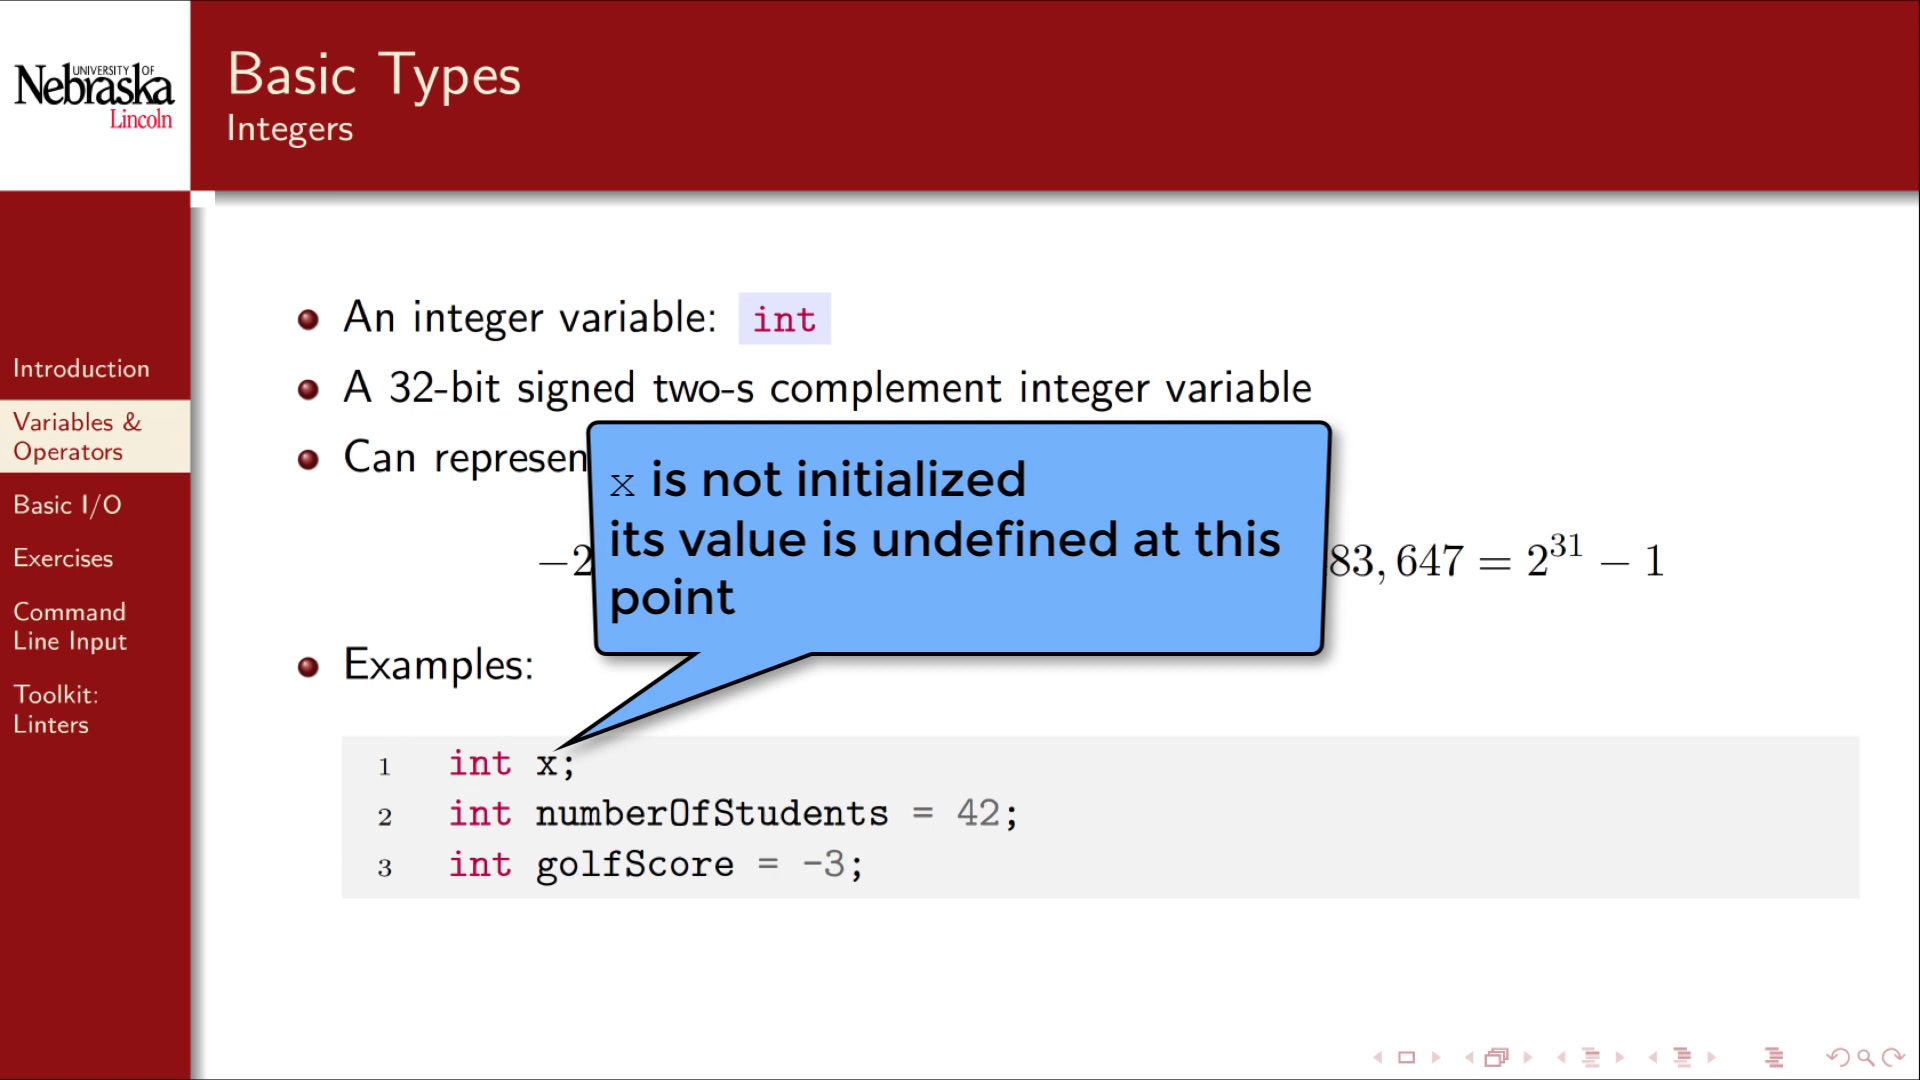 UNIVERSITY OF
Nebraska
Lincoln
Basic Types
Integers
Introduction
Variables &
Operators
Basic I/O
Exercises
Command
Line Input
Toolkit:
Linters
• An integer variable: int
• A 32-bit signed two-s complement integer variable
• Can represen
x is not initialized
its value is undefined at this
point
−2
83,647 = 2³¹ − 1
• Examples:
1 int x;
2 int numberOfStudents = 42;
3 int golfScore = -3;